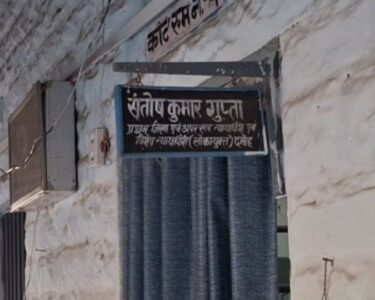 कोर्ट रूम नं.
संतोष कुमार गुप्ता
प्रथम जिला एवं अपर सत्र न्यायाधीश एवं
विशेष न्यायाधीश (लोकायुक्त) दमोह